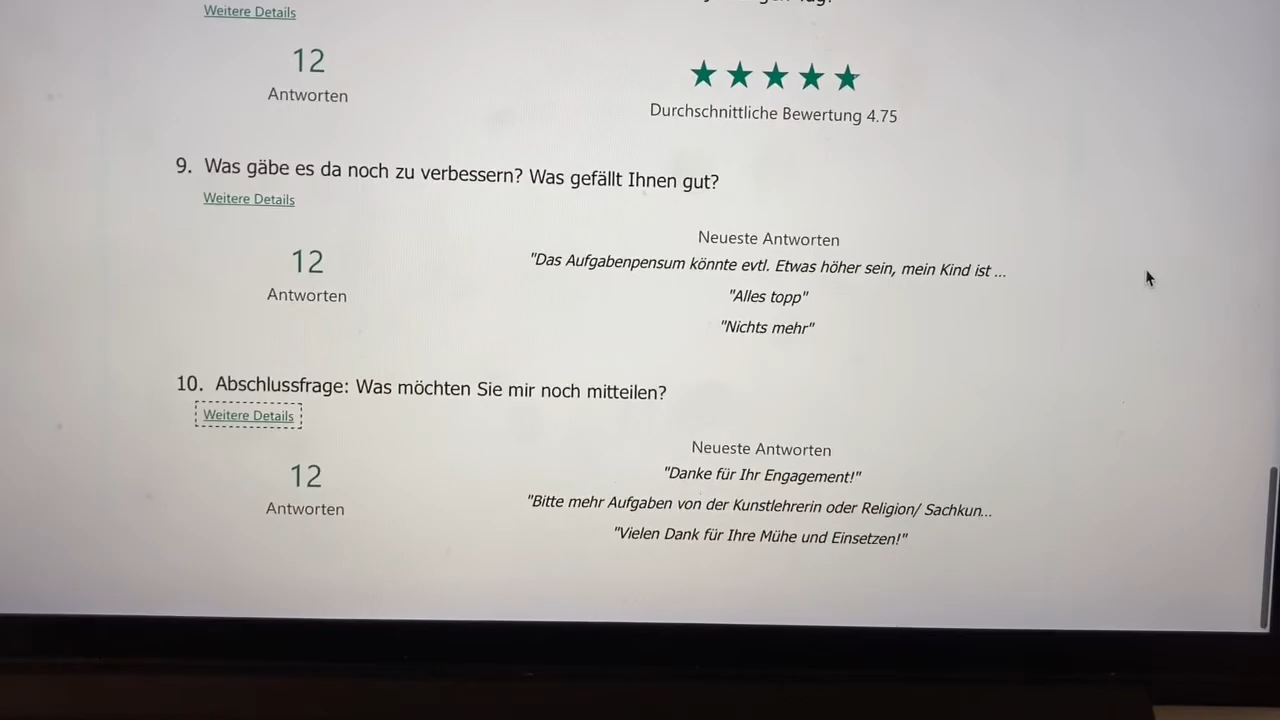 Weitere Details
12
Antworten
Durchschnittliche Bewertung 4.75
9. Was gäbe es da noch zu verbessern? Was gefällt Ihnen gut?
Weitere Details
12
Antworten
Neueste Antworten
"Das Aufgabenpensum könnte evtl. Etwas höher sein, mein Kind ist ...
"Alles topp"
"Nichts mehr"
10. Abschlussfrage: Was möchten Sie mir noch mitteilen?
Weitere Details
12
Antworten
Neueste Antworten
"Danke für Ihr Engagement!"
"Bitte mehr Aufgaben von der Kunstlehrerin oder Religion/ Sachkun...
"Vielen Dank für Ihre Mühe und Einsetzen!"